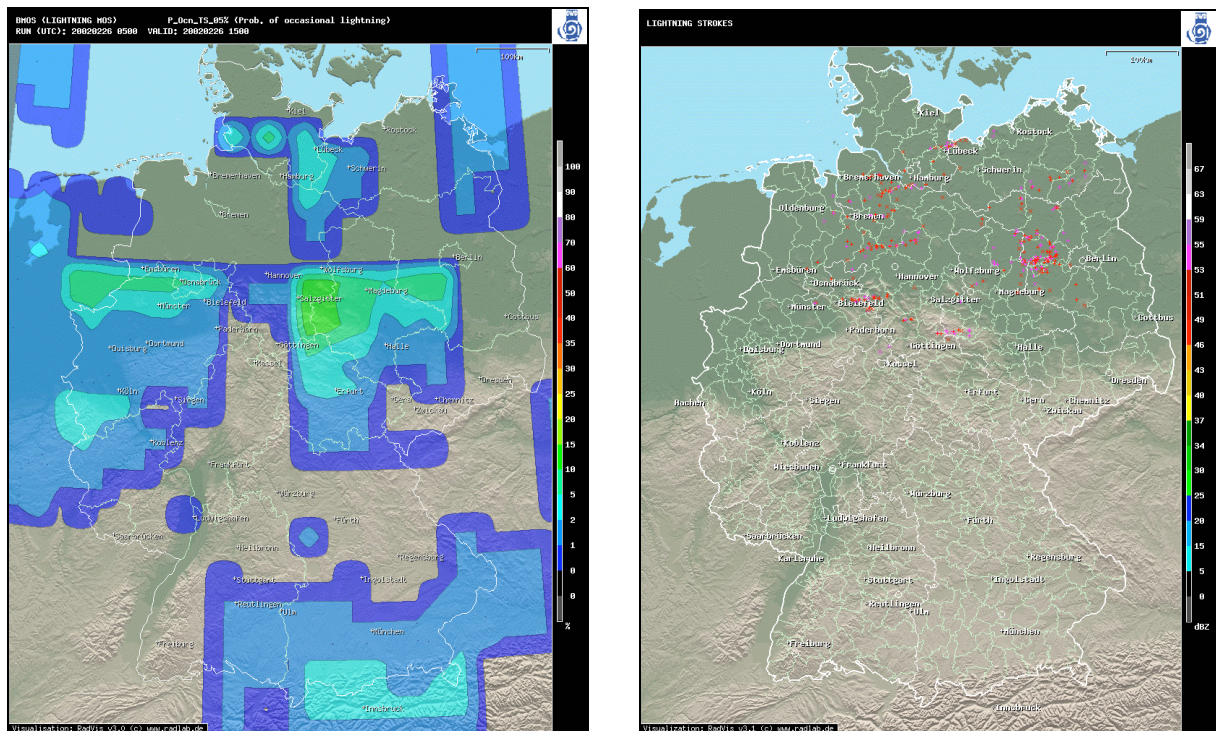 BMOS (LIGHTNING MOS) P_Ocn_TS_05% (Prob. of occasional lightning)
RUN (UTC): 20020226 0500 VALID: 20020226 1500
100km
Kiel
Rostock
Lübeck
Schwerin
Bremerhaven
Hamburg
Bremen
Berlin
Emsbüren
Osnabrück
Hannover
Wolfsburg
Münster
Bielefeld
Salzgitter
Magdeburg
Paderborn
Cottbus
Duisburg
Dortmund
Göttingen
Halle
Kassel
Dresden
Köln
Siegen
Erfurt
Gera
Chemnitz
Zwickau
Koblenz
Frankfurt
Würzburg
Ludwigshafen
Fürth
Saarbrücken
Heilbronn
Regensburg
Stuttgart
Ingolstadt
Reutlingen
Ulm
München
Freiburg
Innsbruck
100
90
80
70
60
50
40
35
30
25
20
15
10
5
2
1
0
0
%
Visualisation: RadVis v3.0 (c) www.radlab.de
LIGHTNING STROKES
100km
Kiel
Rostock
Lübeck
Schwerin
Bremerhaven
Hamburg
Oldenburg
Bremen
Berlin
Emsbüren
Osnabrück
Hannover
Wolfsburg
Münster
Bielefeld
Salzgitter
Magdeburg
Cottbus
Paderborn
Duisburg
Dortmund
Göttingen
Halle
Kassel
Dresden
Köln
Siegen
Erfurt
Gera
Chemnitz
Aachen
Zwickau
Koblenz
Wiesbaden
Frankfurt
Würzburg
Ludwigshafen
Fürth
Saarbrücken
Heilbronn
Karlsruhe
Regensburg
Stuttgart
Ingolstadt
Reutlingen
Ulm
München
Freiburg
Innsbruck
67
63
59
55
53
51
49
46
43
40
37
34
30
25
20
15
5
0
dBZ
Visualization: RadVis v3.1 (c) www.radlab.de